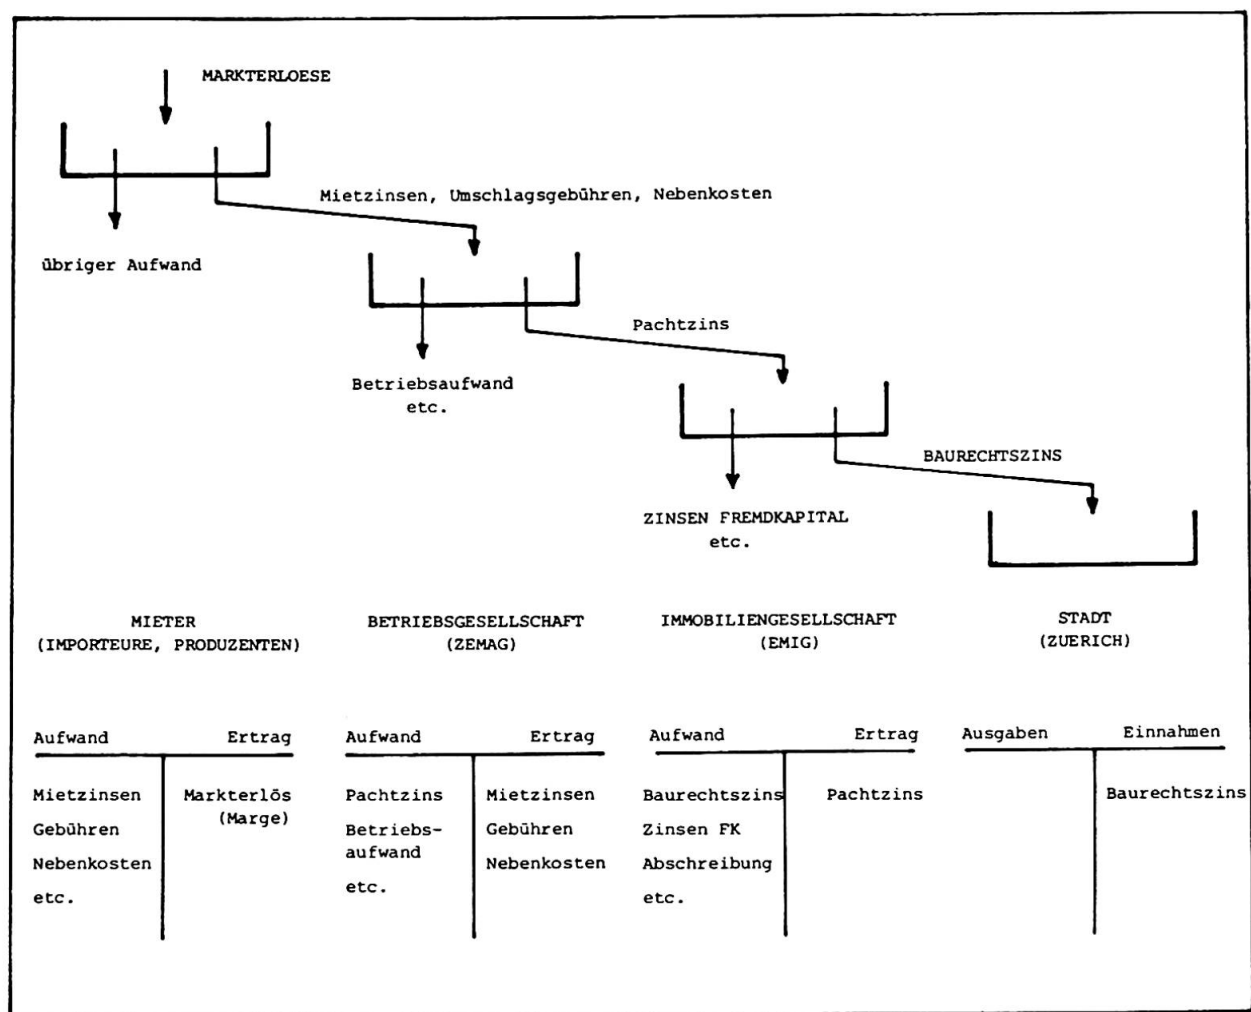 MARKTERLOESE
Mietzinsen, Umschlagsgebühren, Nebenkosten
übriger Aufwand
Pachtzins
Betriebsaufwand
etc.
BAURECHTSZINS
ZINSEN FREMDKAPITAL
etc.
MIETER
(IMPORTEURE, PRODUZENTEN)
BETRIEBSGESELLSCHAFT
(ZEMAG)
IMMOBILIENGESELLSCHAFT
(EMIG)
STADT
(ZUERICH)
Aufwand Ertrag
Mietzinsen Markterlös
(Marge)
Gebühren
Nebenkosten
etc.
Aufwand Ertrag
Pachtzins Mietzinsen
Betriebs- Gebühren
aufwand
Nebenkosten
etc.
Aufwand Ertrag
Baurechtszins Pachtzins
Zinsen FK
Abschreibung
etc.
Ausgaben Einnahmen
Baurechtszins